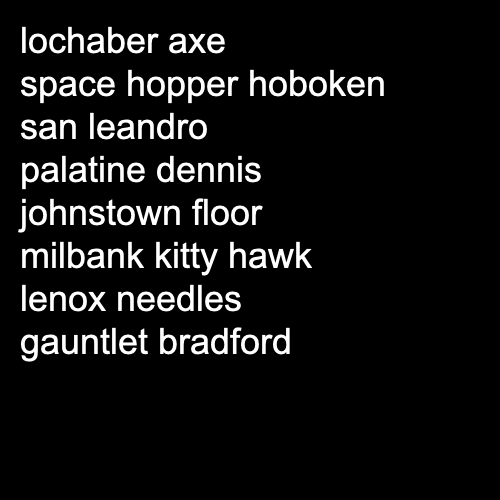 lochaber axe
space hopper hoboken
san leandro
palatine dennis
johnstown floor
milbank kitty hawk
lenox needles
gauntlet bradford